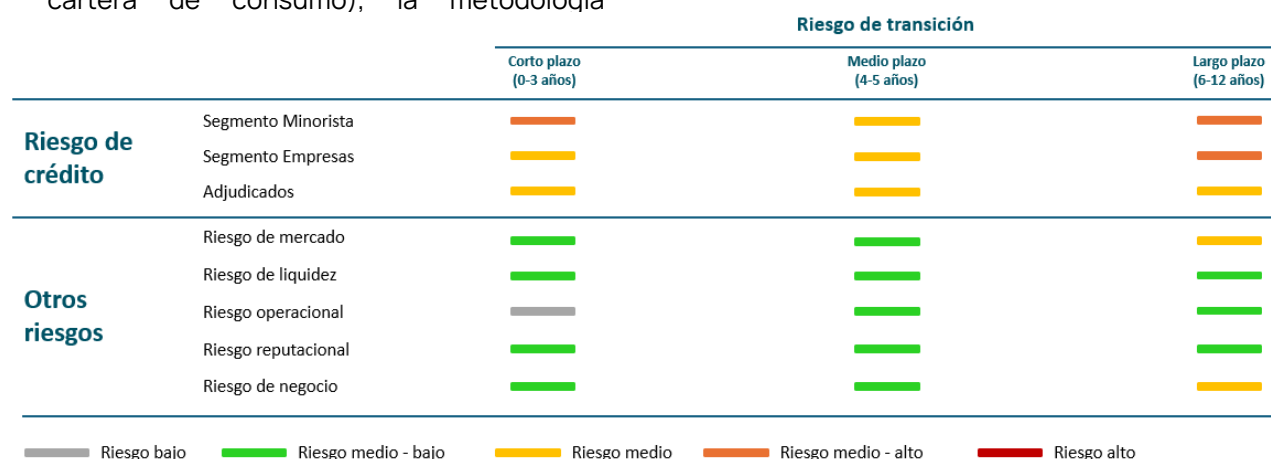 cartera de consumo), la metodología
Riesgo de transición
Corto plazo Medio plazo Largo plazo
(0-3 años) (4-5 años) (6-12 años)
Riesgo de crédito
Segmento Minorista
Segmento Empresas
Adjudicados
Otros riesgos
Riesgo de mercado
Riesgo de liquidez
Riesgo operacional
Riesgo reputacional
Riesgo de negocio
Riesgo bajo Riesgo medio - bajo Riesgo medio Riesgo medio - alto Riesgo alto